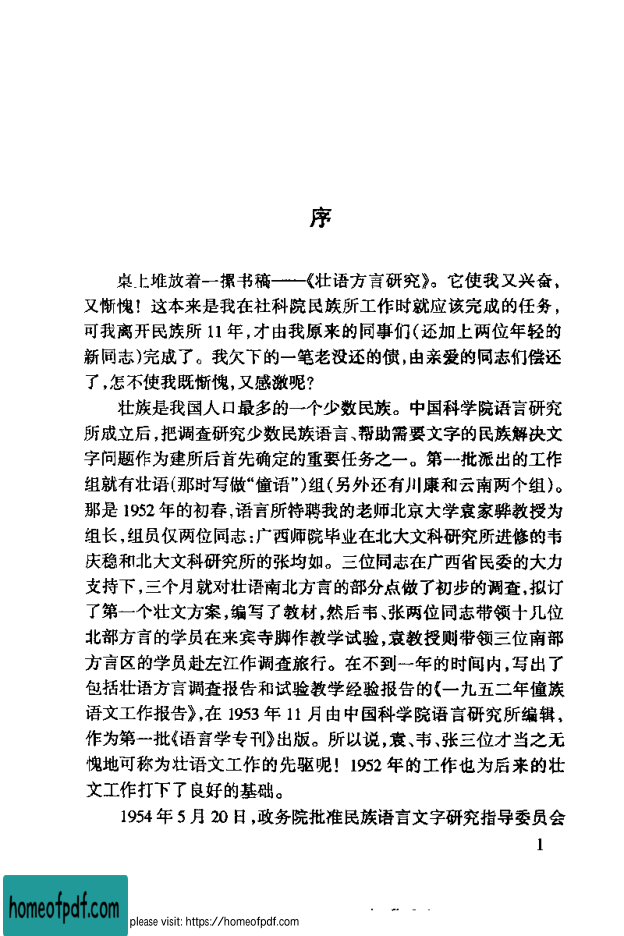 序
桌上堆放着一摞书稿——《壮语方言研究》。它使我又兴奋，
又惭愧！这本来是我在社科院民族所工作时就应该完成的任务，
可我离开民族所 11 年，才由我原来的同事们(还加上两位年轻的
新同志)完成了。我欠下的一笔老没还的债，由亲爱的同志们偿还
了，怎不使我既惭愧，又感激呢？
壮族是我国人口最多的一个少数民族。中国科学院语言研究
所成立后，把调查研究少数民族语言、帮助需要文字的民族解决文
字问题作为建所后首先确定的重要任务之一。第一批派出的工作
组就有壮语(那时写做“僮语”)组(另外还有川康和云南两个组)。
那是 1952 年的初春，语言所特聘我的老师北京大学袁家骅教授为
组长，组员仅两位同志：广西师院毕业在北大文科研究所进修的韦
庆稳和北大文科研究所的张均如。三位同志在广西省民委的大力
支持下，三个月就对壮语南北方言的部分点做了初步的调查，拟订
了第一个壮文方案，编写了教材，然后韦、张两位同志带领十几位
北部方言的学员在来宾寺脚作教学试验，袁教授则带领三位南部
方言区的学员赴左江作调查旅行。在不到一年的时间内，写出了
包括壮语方言调查报告和试验教学经验报告的《一九五二年僮族
语文工作报告》，在 1953 年 11 月由中国科学院语言研究所编辑，
作为第一批《语言学专刊》出版。所以说，袁、韦、张三位才当之无
愧地可称为壮语文工作的先驱呢！1952 年的工作也为后来的壮
文工作打下了良好的基础。
1954 年 5 月 20 日，政务院批准民族语言文字研究指导委员会
1
homeofpdf.com
please visit: https://homeofpdf.com